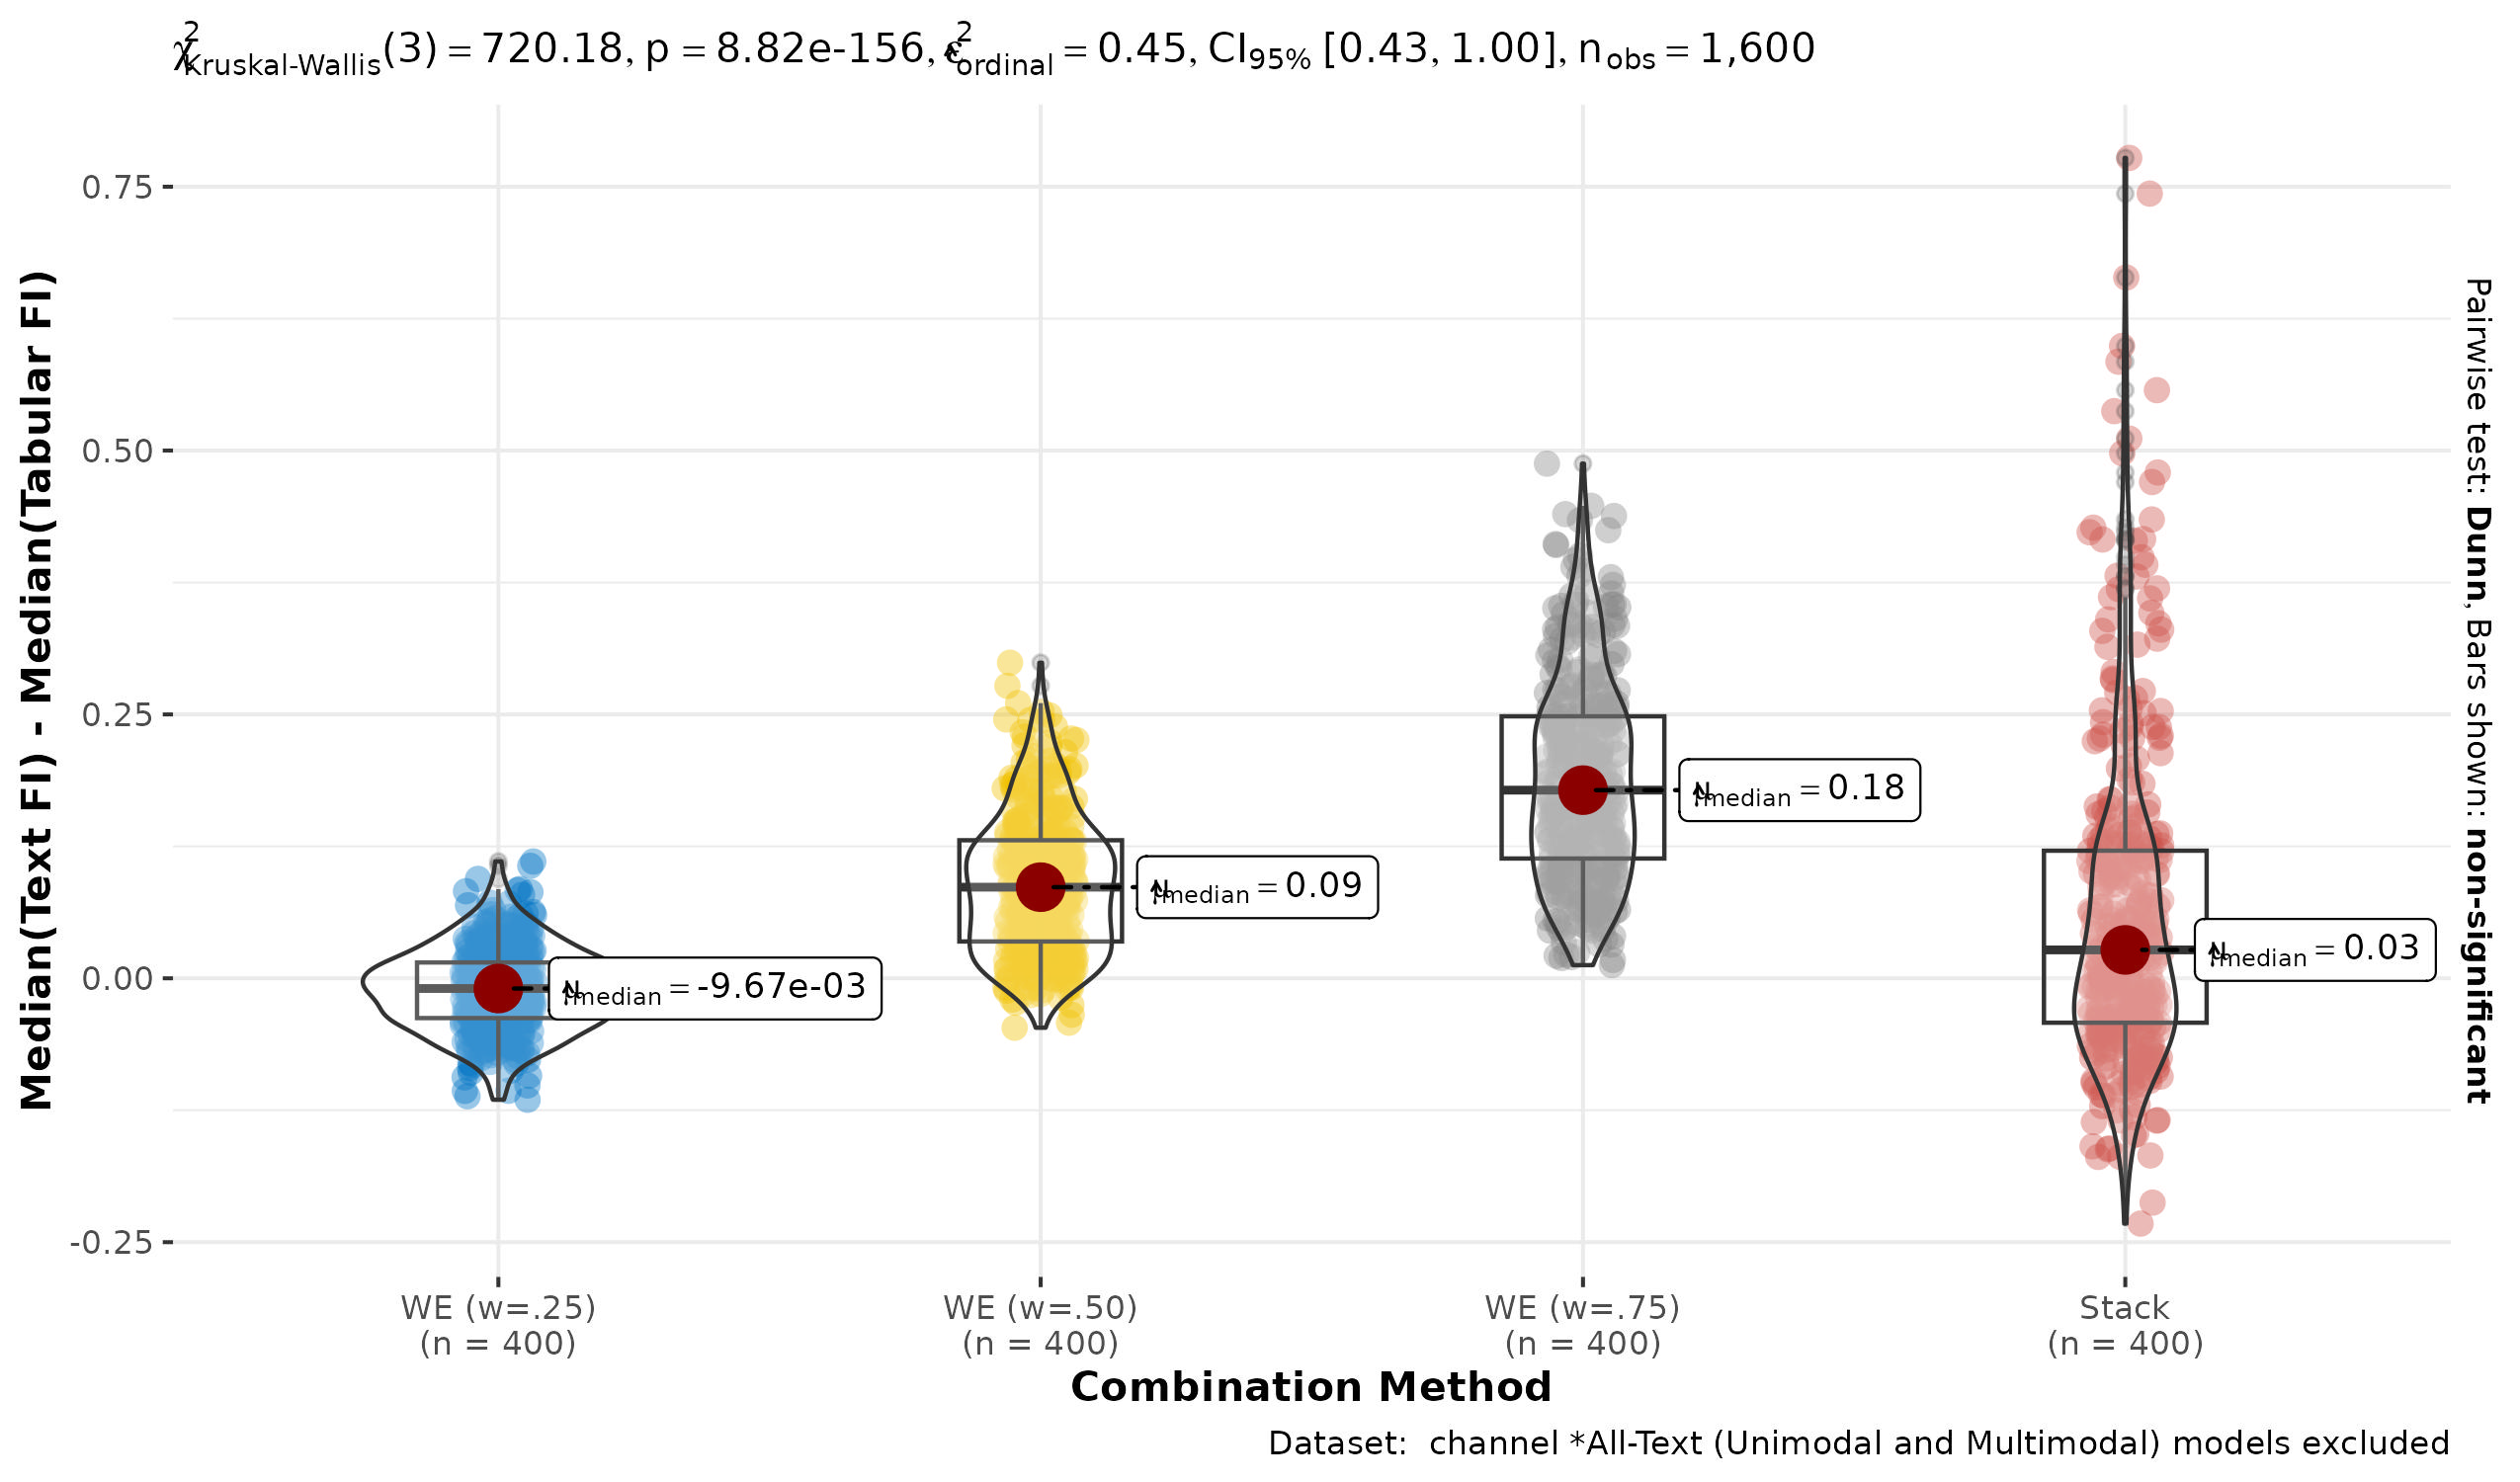 χ²Kruskal-Wallis(3) = 720.18, p = 8.82e-156, ε²ordinal = 0.45, CI95% [0.43, 1.00], nobs = 1,600
Median(Text FI) - Median(Tabular FI)
0.75
0.50
0.25
0.00
-0.25
μ̂median = -9.67e-03
μ̂median = 0.09
μ̂median = 0.18
μ̂median = 0.03
Pairwise test: Dunn, Bars shown: non-significant
WE (w=.25)
(n = 400)
WE (w=.50)
(n = 400)
WE (w=.75)
(n = 400)
Stack
(n = 400)
Combination Method
Dataset:  channel *All-Text (Unimodal and Multimodal) models excluded